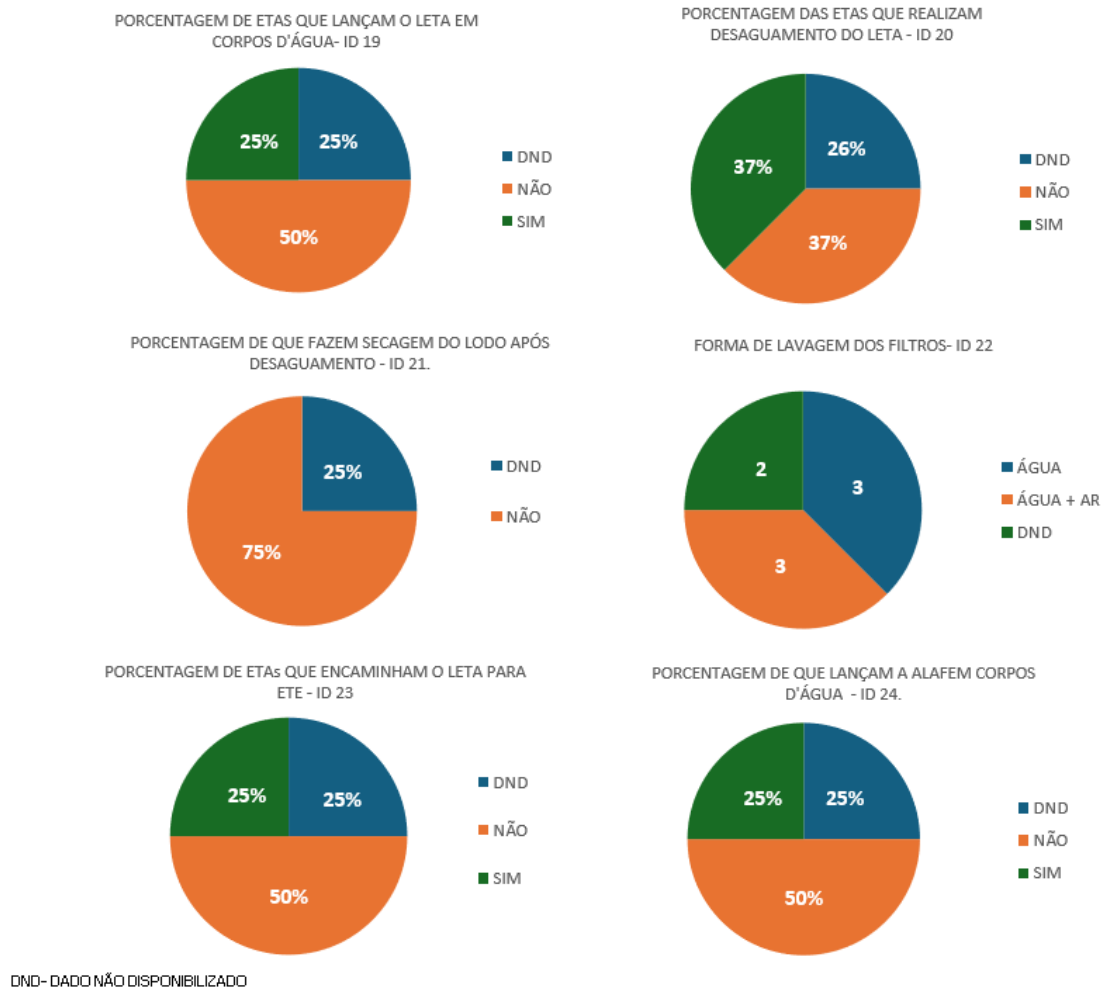 PORCENTAGEM DE ETAS QUE LANÇAM O LETA EM
CORPOS D'ÁGUA- ID 19
25%
25%
50%
DND
NÃO
SIM
PORCENTAGEM DAS ETAS QUE REALIZAM
DESAGUAMENTO DO LETA - ID 20
26%
37%
37%
DND
NÃO
SIM
PORCENTAGEM DE QUE FAZEM SECAGEM DO LODO APÓS
DESAGUAMENTO - ID 21.
25%
75%
DND
NÃO
FORMA DE LAVAGEM DOS FILTROS- ID 22
2
3
3
ÁGUA
ÁGUA + AR
DND
PORCENTAGEM DE ETAs QUE ENCAMINHAM O LETA PARA
ETE - ID 23
25%
25%
50%
DND
NÃO
SIM
PORCENTAGEM DE QUE LANÇAM A ALAFEM CORPOS
D'ÁGUA - ID 24.
25%
25%
50%
DND
NÃO
SIM
DND- DADO NÃO DISPONIBILIZADO